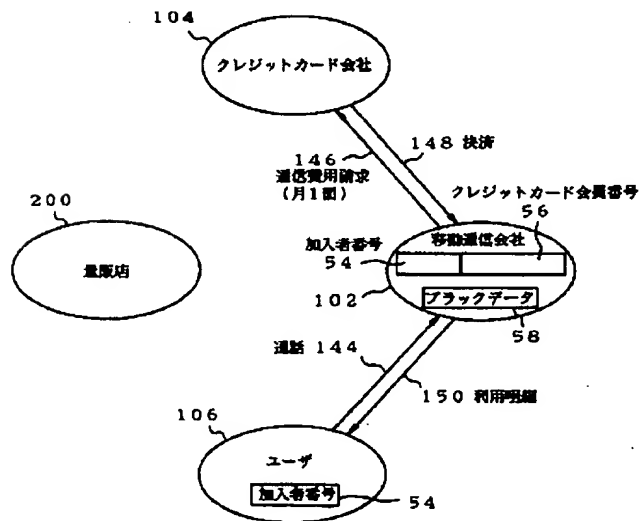 104
クレジットカード会社
148 決済
146
通信費用請求
(月1回)
クレジットカード会員番号
56
200
量販店
加入者番号
54
移動通信会社
102
ブラックデータ
58
通話 144
150 利用明細
106
ユーザ
加入者番号
54